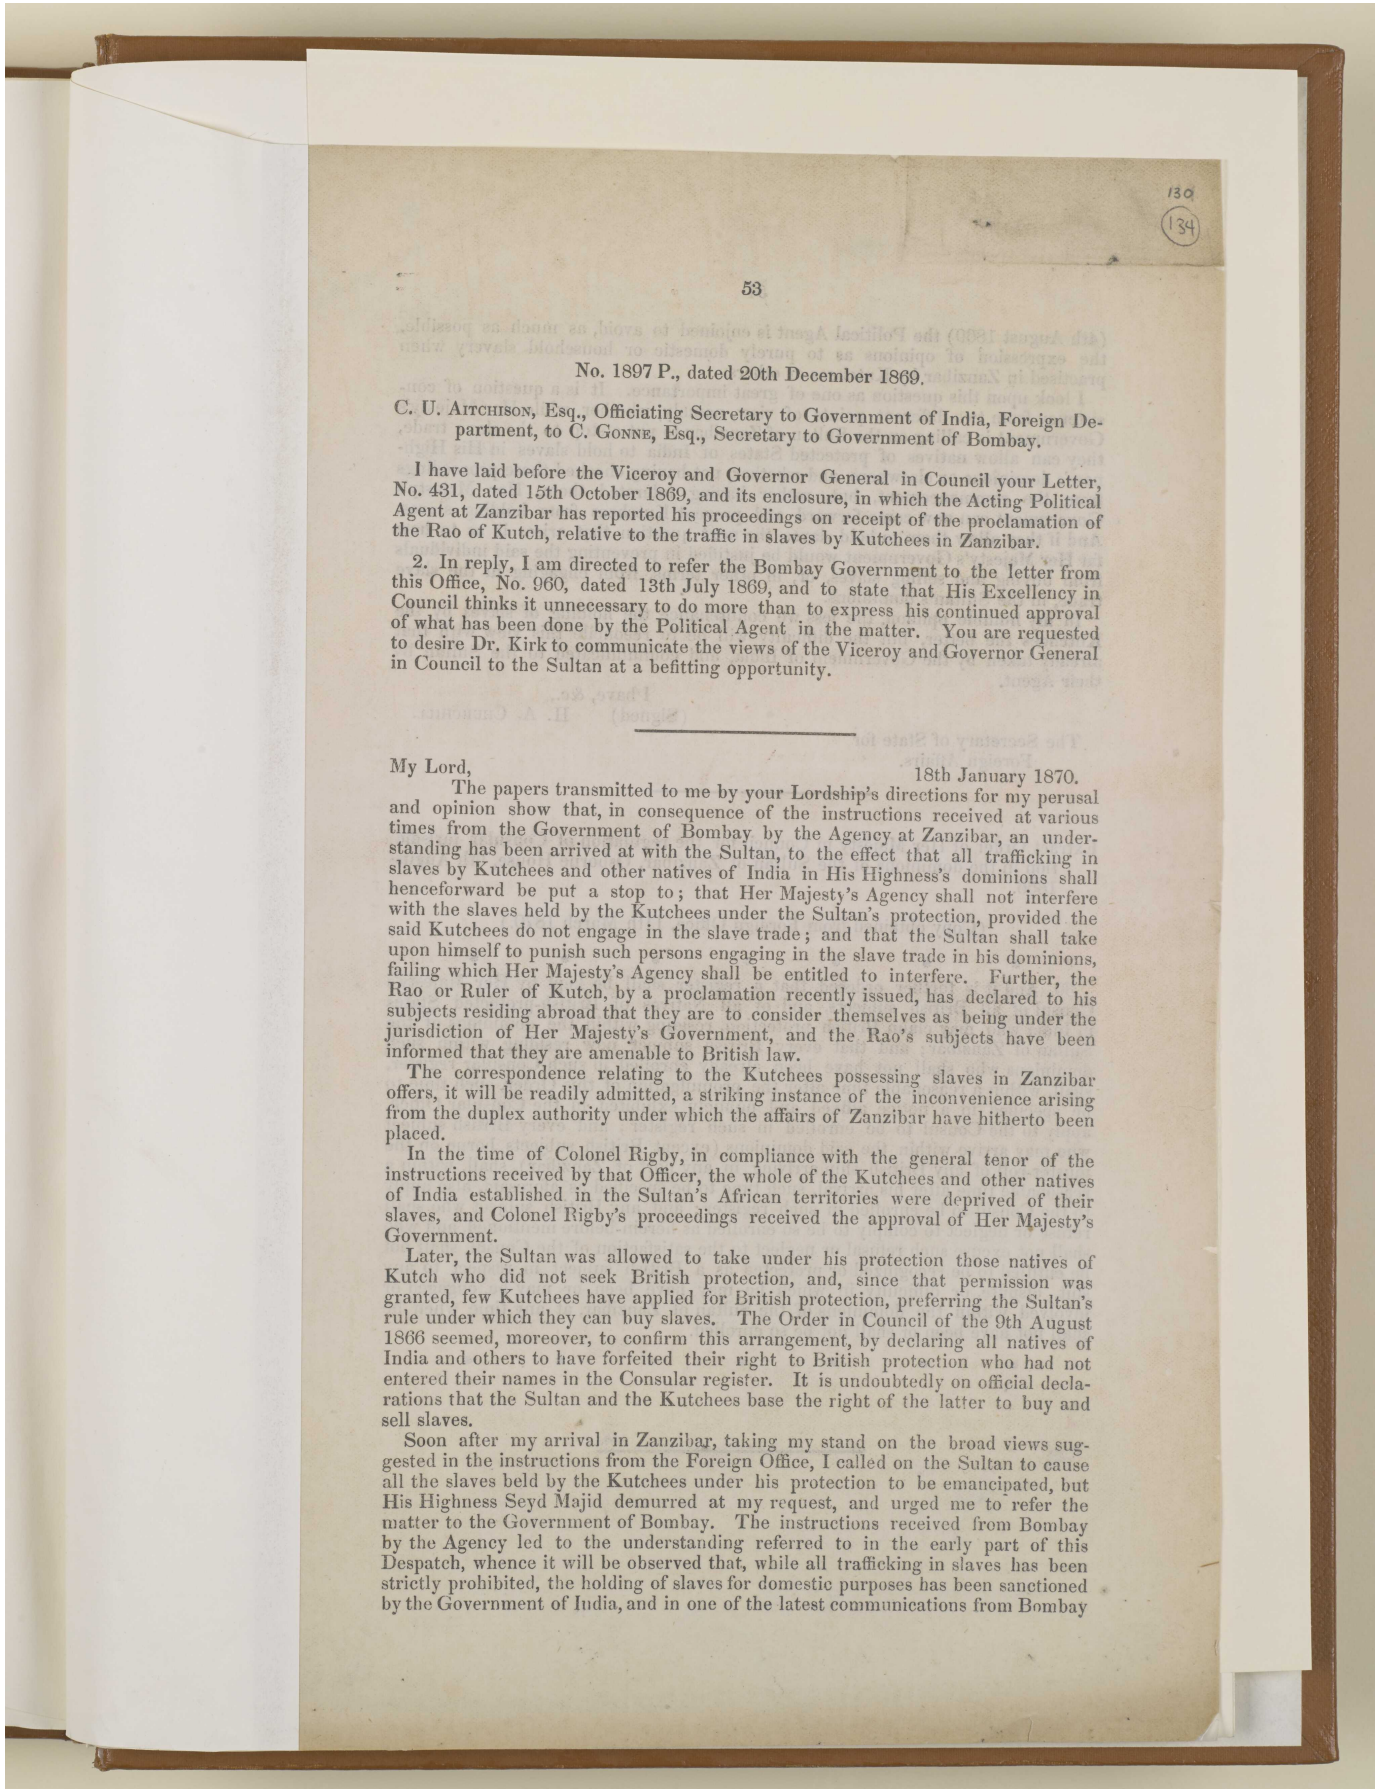 130
134
53
No. 1897 P., dated 20th December 1869.
C. U. AITCHISON, Esq., Officiating Secretary to Government of India, Foreign De-
partment, to C. GONNE, Esq., Secretary to Government of Bombay.
I have laid before the Viceroy and Governor General in Council your Letter,
No. 431, dated 15th October 1869, and its enclosure, in which the Acting Political
Agent at Zanzibar has reported his proceedings on receipt of the proclamation of
the Rao of Kutch, relative to the traffic in slaves by Kutchees in Zanzibar.
2. In reply, I am directed to refer the Bombay Government to the letter from
this Office, No. 960, dated 13th July 1869, and to state that His Excellency in
Council thinks it unnecessary to do more than to express his continued approval
of what has been done by the Political Agent in the matter. You are requested
to desire Dr. Kirk to communicate the views of the Viceroy and Governor General
in Council to the Sultan at a befitting opportunity.
My Lord,
18th January 1870.
The papers transmitted to me by your Lordship's directions for my perusal
and opinion show that, in consequence of the instructions received at various
times from the Government of Bombay by the Agency at Zanzibar, an under-
standing has been arrived at with the Sultan, to the effect that all trafficking in
slaves by Kutchees and other natives of India in His Highness's dominions shall
henceforward be put a stop to; that Her Majesty's Agency shall not interfere
with the slaves held by the Kutchees under the Sultan's protection, provided the
said Kutchees do not engage in the slave trade; and that the Sultan shall take
upon himself to punish such persons engaging in the slave trade in his dominions,
failing which Her Majesty's Agency shall be entitled to interfere. Further, the
Rao or Ruler of Kutch, by a proclamation recently issued, has declared to his
subjects residing abroad that they are to consider themselves as being under the
jurisdiction of Her Majesty's Government, and the Rao's subjects have been
informed that they are amenable to British law.
The correspondence relating to the Kutchees possessing slaves in Zanzibar
offers, it will be readily admitted, a striking instance of the inconvenience arising
from the duplex authority under which the affairs of Zanzibar have hitherto been
placed.
In the time of Colonel Rigby, in compliance with the general tenor of the
instructions received by that Officer, the whole of the Kutchees and other natives
of India established in the Sultan's African territories were deprived of their
slaves, and Colonel Rigby's proceedings received the approval of Her Majesty's
Government.
Later, the Sultan was allowed to take under his protection those natives of
Kutch who did not seek British protection, and, since that permission was
granted, few Kutchees have applied for British protection, preferring the Sultan's
rule under which they can buy slaves. The Order in Council of the 9th August
1866 seemed, moreover, to confirm this arrangement, by declaring all natives of
India and others to have forfeited their right to British protection who had not
entered their names in the Consular register. It is undoubtedly on official decla-
rations that the Sultan and the Kutchees base the right of the latter to buy and
sell slaves.
Soon after my arrival in Zanzibar, taking my stand on the broad views sug-
gested in the instructions from the Foreign Office, I called on the Sultan to cause
all the slaves held by the Kutchees under his protection to be emancipated, but
His Highness Seyd Majid demurred at my request, and urged me to refer the
matter to the Government of Bombay. The instructions received from Bombay
by the Agency led to the understanding referred to in the early part of this
Despatch, whence it will be observed that, while all trafficking in slaves has been
strictly prohibited, the holding of slaves for domestic purposes has been sanctioned
by the Government of India, and in one of the latest communications from Bombay